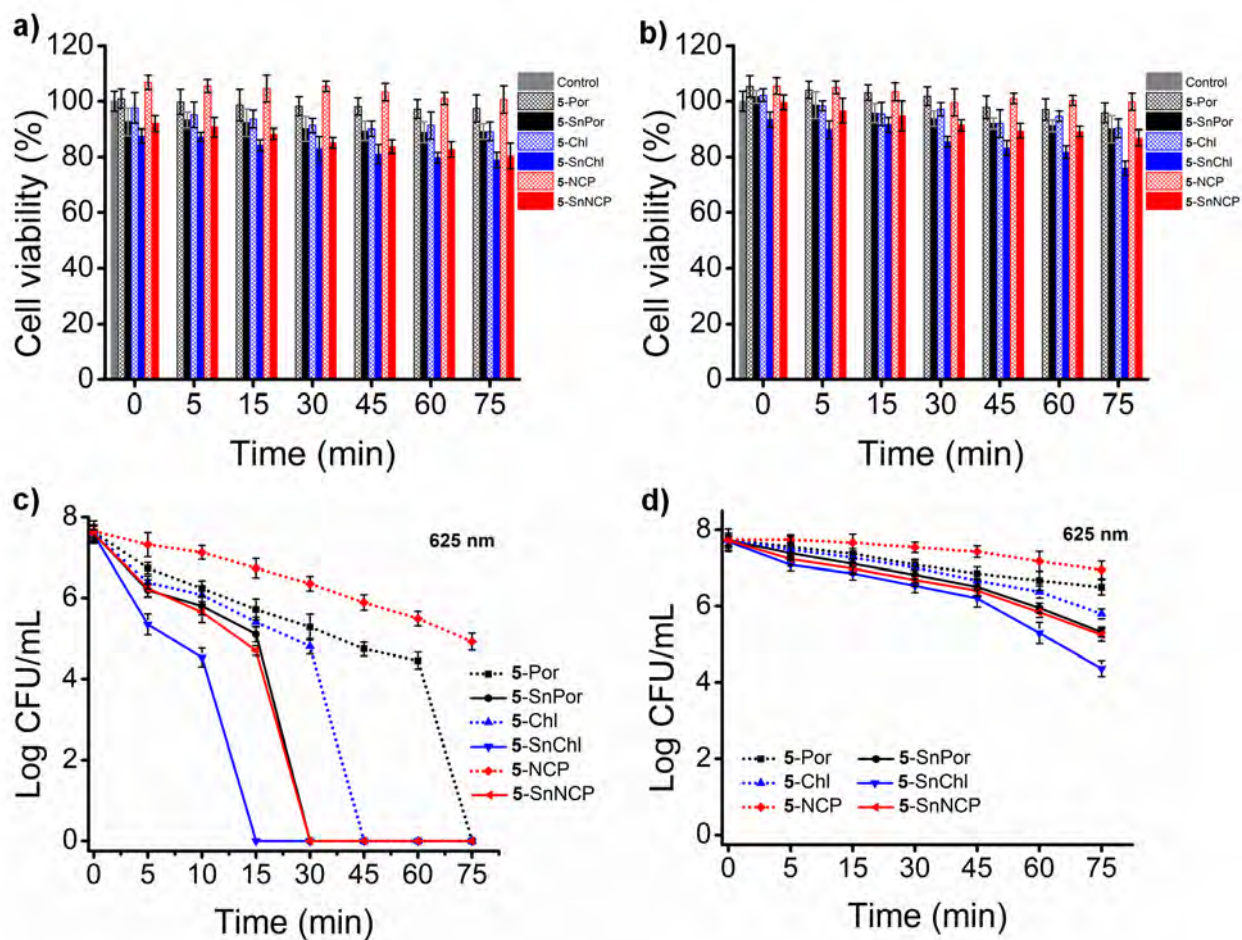 a)
120
100
80
60
40
20
0
Cell viability (%)
0 5 15 30 45 60 75
Time (min)
Control
5-Por
5-SnPor
5-Chl
5-SnChl
5-NCP
5-SnNCP
b)
120
100
80
60
40
20
0
Cell viability (%)
0 5 15 30 45 60 75
Time (min)
Control
5-Por
5-SnPor
5-Chl
5-SnChl
5-NCP
5-SnNCP
c)
625 nm
8
6
4
2
0
Log CFU/mL
0 5 10 15 30 45 60 75
Time (min)
5-Por
5-SnPor
5-Chl
5-SnChl
5-NCP
5-SnNCP
d)
625 nm
8
6
4
2
0
Log CFU/mL
0 5 15 30 45 60 75
Time (min)
5-Por 5-SnPor
5-Chl 5-SnChl
5-NCP 5-SnNCP